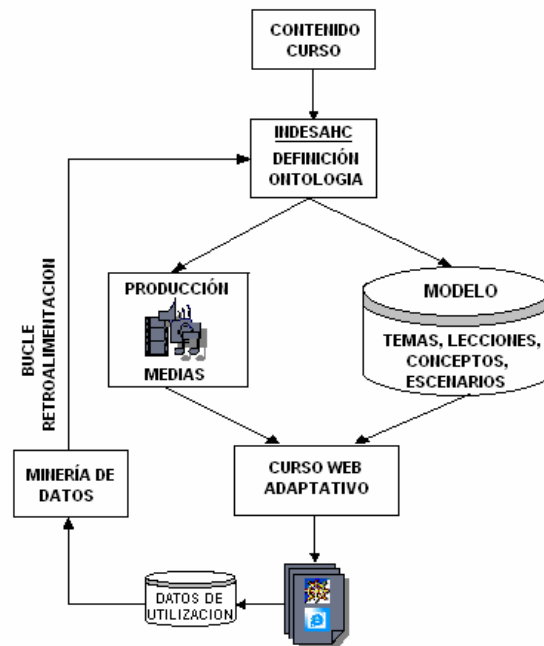 CONTENIDO
CURSO
INDESAHC
DEFINICIÓN
ONTOLOGIA
PRODUCCIÓN
MEDIAS
MODELO
TEMAS, LECCIONES,
CONCEPTOS,
ESCENARIOS
BUCLE
RETROALIMENTACION
MINERÍA DE
DATOS
CURSO WEB
ADAPTATIVO
DATOS DE
UTILIZACION